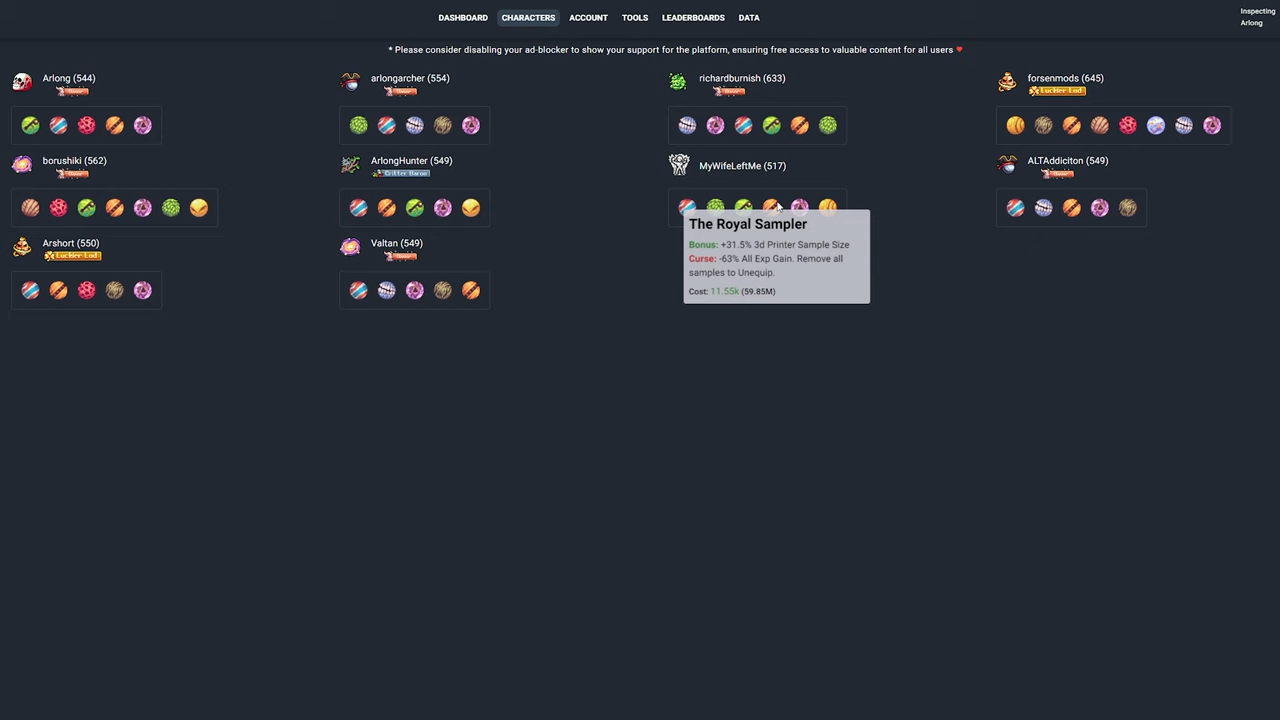 DASHBOARD CHARACTERS ACCOUNT TOOLS LEADERBOARDS DATA
Inspecting
Arlong
* Please consider disabling your ad-blocker to show your support for the platform, ensuring free access to valuable content for all users
Arlong (544)
arlongarcher (554)
richardburnish (633)
forsenmods (645)
Lucker Lad
borushiki (562)
ArlongHunter (549)
Critter Baron
MyWifeLeftMe (517)
ALTAddiciton (549)
The Royal Sampler
Bonus: +31.5% 3d Printer Sample Size
Curse: -63% All Exp Gain. Remove all
samples to Unequip.
Cost: 11.55k (59.85M)
Arshort (550)
Lucker Lad
Valtan (549)